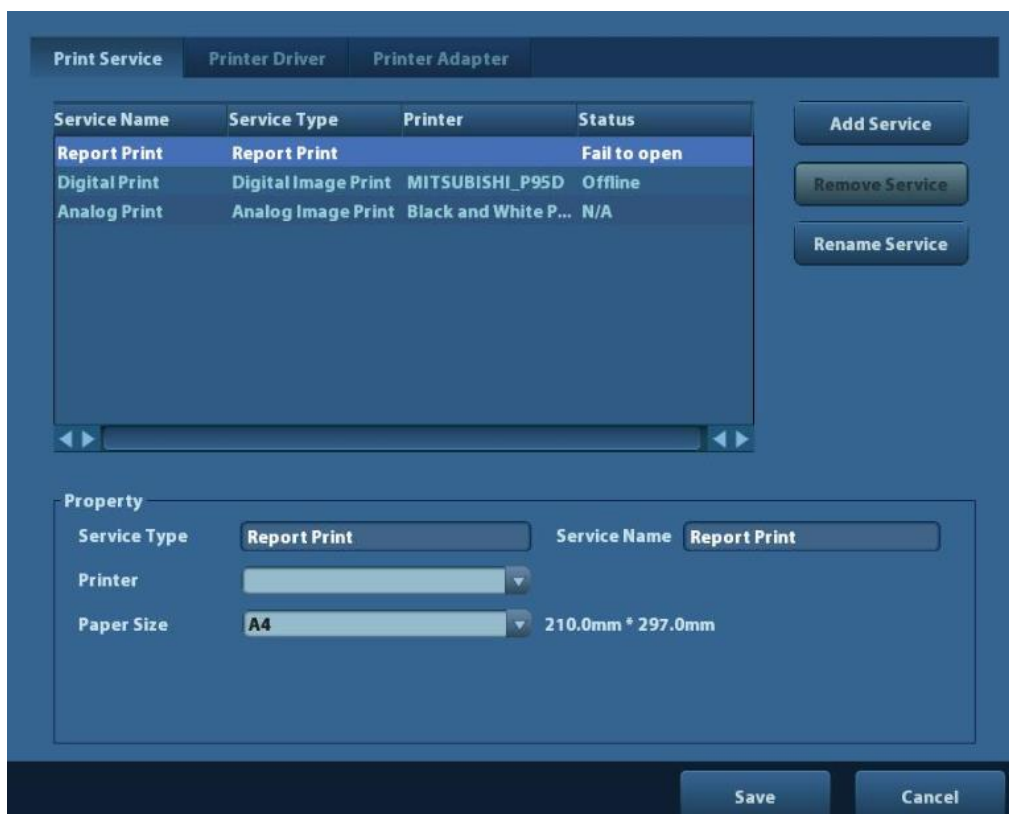 Print Service Printer Driver Printer Adapter
Service Name Service Type Printer Status
Report Print Report Print Fail to open
Digital Print Digital Image Print MITSUBISHI_P95D Offline
Analog Print Analog Image Print Black and White P... N/A
Add Service
Remove Service
Rename Service
Property
Service Type Report Print Service Name Report Print
Printer
Paper Size A4 210.0mm * 297.0mm
Save Cancel